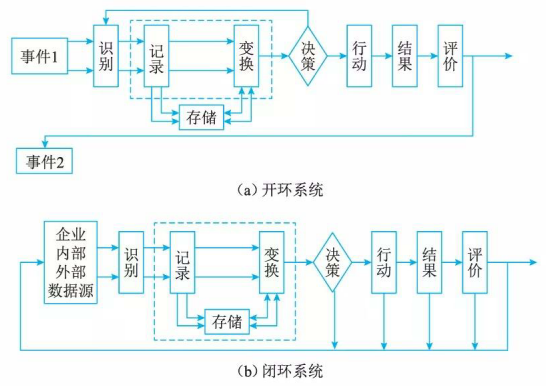 事件1
识别
记录
变换
决策
行动
结果
评价
存储
事件2
(a) 开环系统
企业
内部
外部
数据源
识别
记录
变换
决策
行动
结果
评价
存储
(b) 闭环系统